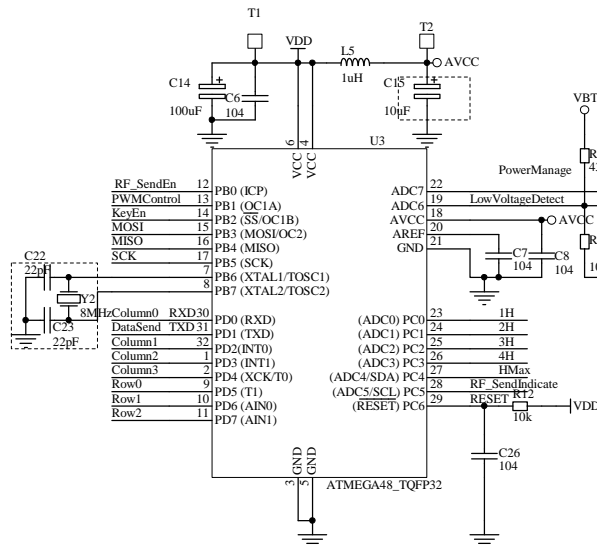 T1
T2
VDD
L5
AVCC
1uH
C14
100uF
C6
104
C15
10uF
VBT
U3
6
4
VCC
VCC
PowerManage
RF_SendEn 12 PB0 (ICP)
PWMControl 13 PB1 (OC1A)
KeyEn 14 PB2 (SS/OC1B)
MOSI 15 PB3 (MOSI/OC2)
MISO 16 PB4 (MISO)
SCK 17 PB5 (SCK)
7 PB6 (XTAL1/TOSC1)
8 PB7 (XTAL2/TOSC2)
ADC7 22
ADC6 19 LowVoltageDetect
AVCC 18
AREF 20
GND 21
AVCC
C7
104
C8
104
C22
22pF
Y2
8MHz
C23
22pF
Column0 RXD 30 PD0 (RXD)
DataSend TXD 31 PD1 (TXD)
Column1 32 PD2(INT0)
Column2 1 PD3 (INT1)
Column3 2 PD4 (XCK/T0)
Row0 9 PD5 (T1)
Row1 10 PD6 (AIN0)
Row2 11 PD7 (AIN1)
(ADC0) PC0 23 1H
(ADC1) PC1 24 2H
(ADC2) PC2 25 3H
(ADC3) PC3 26 4H
(ADC4/SDA) PC4 27 HMax
(ADC5/SCL) PC5 28 RF_SendIndicate
(RESET) PC6 29 RESET
R12
10k
VDD
C26
104
GND
GND
3
5
ATMEGA48_TQFP32